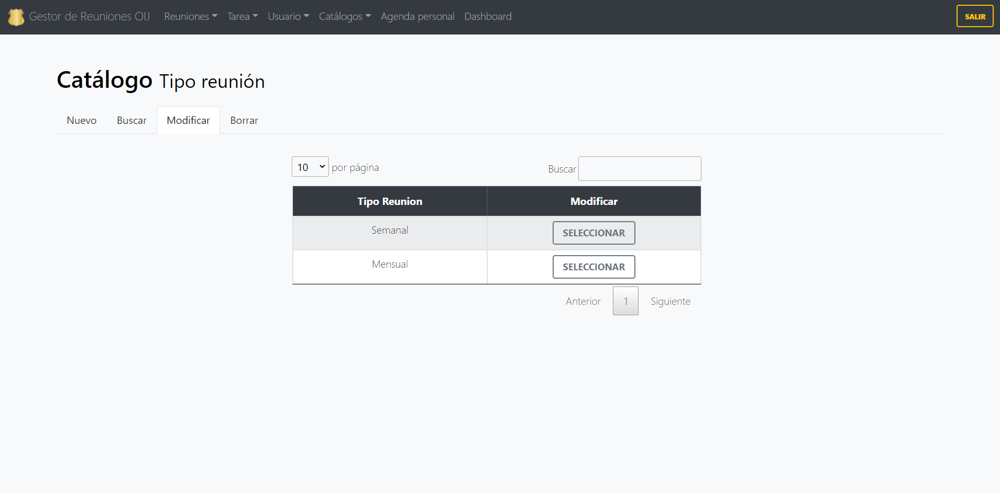 Gestor de Reuniones OIJ Reuniones Tarea Usuario Catálogos Agenda personal Dashboard SALIR
Catálogo Tipo reunión
Nuevo Buscar Modificar Borrar
10 por página Buscar
Tipo Reunion Modificar
Semanal SELECCIONAR
Mensual SELECCIONAR
Anterior 1 Siguiente